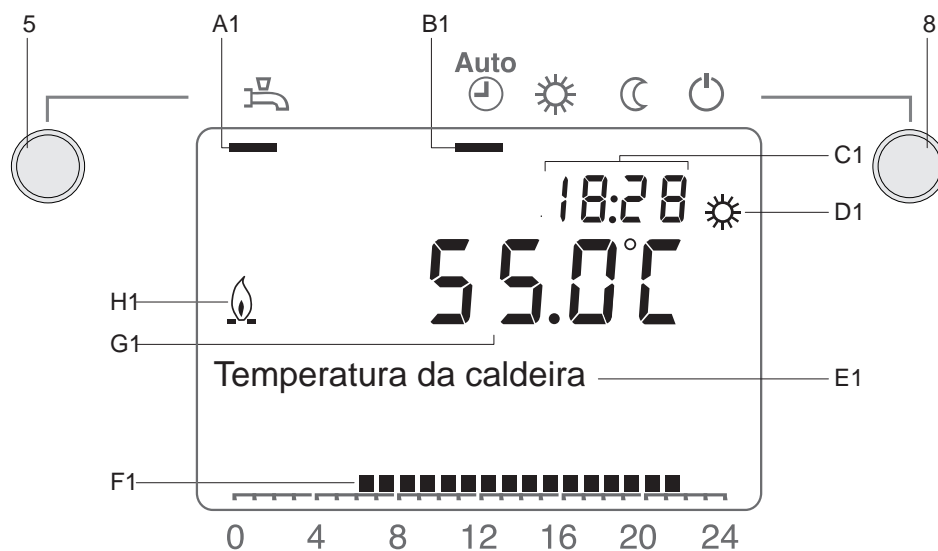 5 A1 B1 8
Auto
C1
18:28
D1
55.0°C
H1
G1
Temperatura da caldeira
E1
F1
0 4 8 12 16 20 24